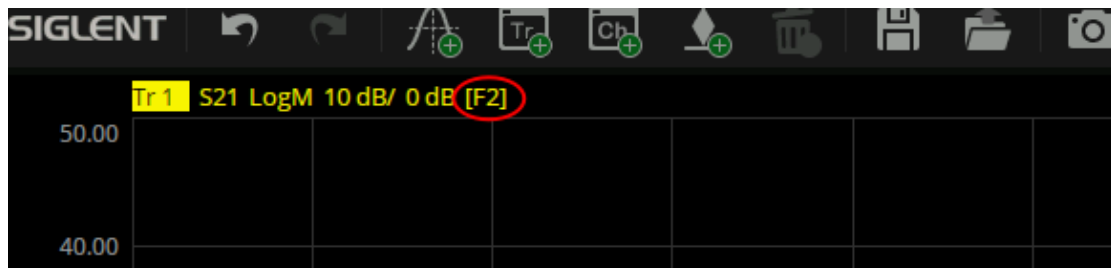 SIGLENT Tr Ch
Tr 1 S21 LogM 10 dB/ 0 dB [F2]
50.00
40.00